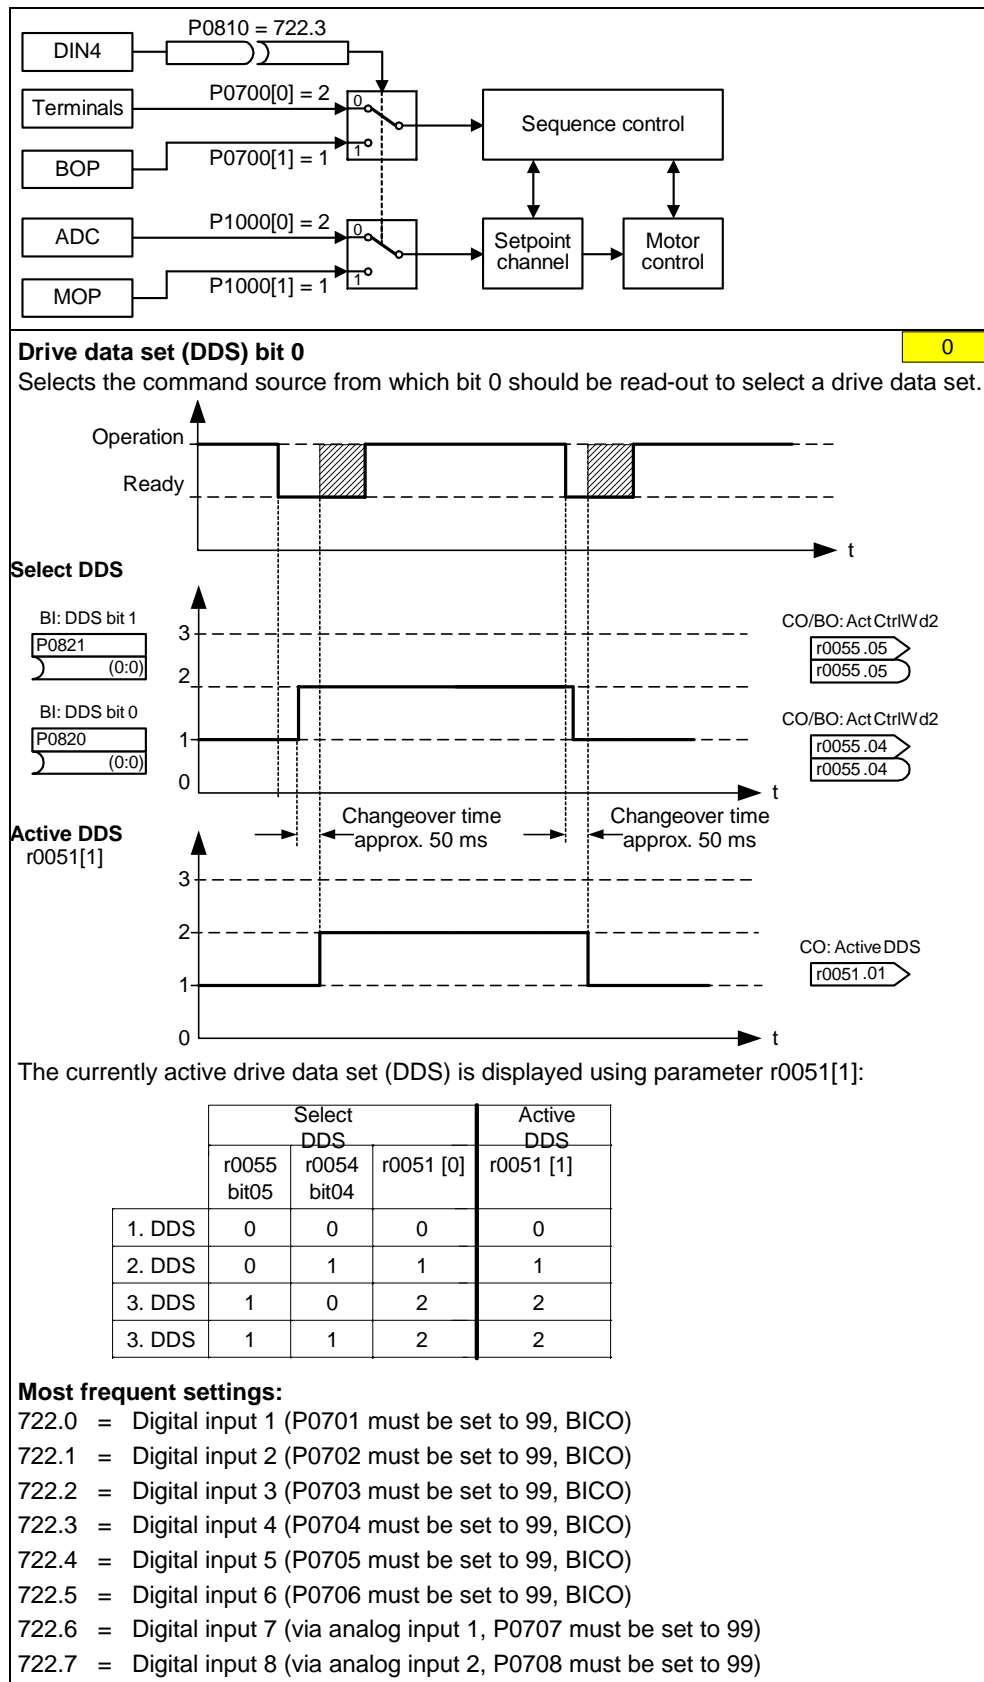 P0810 = 722.3
DIN4
Terminals
P0700[0] = 2
0
Sequence control
BOP
P0700[1] = 1
1
ADC
P1000[0] = 2
0
Setpoint
channel
Motor
control
MOP
P1000[1] = 1
1
Drive data set (DDS) bit 0
0
Selects the command source from which bit 0 should be read-out to select a drive data set.
Operation
Ready
t
Select DDS
BI: DDS bit 1
P0821
(0:0)
BI: DDS bit 0
P0820
(0:0)
3
2
1
0
t
CO/BO: Act CtrlWd2
r0055.05
r0055.05
CO/BO: Act CtrlWd2
r0055.04
r0055.04
Changeover time
approx. 50 ms
Changeover time
approx. 50 ms
Active DDS
r0051[1]
3
2
1
0
t
CO: Active DDS
r0051.01
The currently active drive data set (DDS) is displayed using parameter r0051[1]:
Select DDS Active DDS
r0055 bit05 r0054 bit04 r0051 [0] r0051 [1]
1. DDS 0 0 0 0
2. DDS 0 1 1 1
3. DDS 1 0 2 2
3. DDS 1 1 2 2
Most frequent settings:
722.0 = Digital input 1 (P0701 must be set to 99, BICO)
722.1 = Digital input 2 (P0702 must be set to 99, BICO)
722.2 = Digital input 3 (P0703 must be set to 99, BICO)
722.3 = Digital input 4 (P0704 must be set to 99, BICO)
722.4 = Digital input 5 (P0705 must be set to 99, BICO)
722.5 = Digital input 6 (P0706 must be set to 99, BICO)
722.6 = Digital input 7 (via analog input 1, P0707 must be set to 99)
722.7 = Digital input 8 (via analog input 2, P0708 must be set to 99)